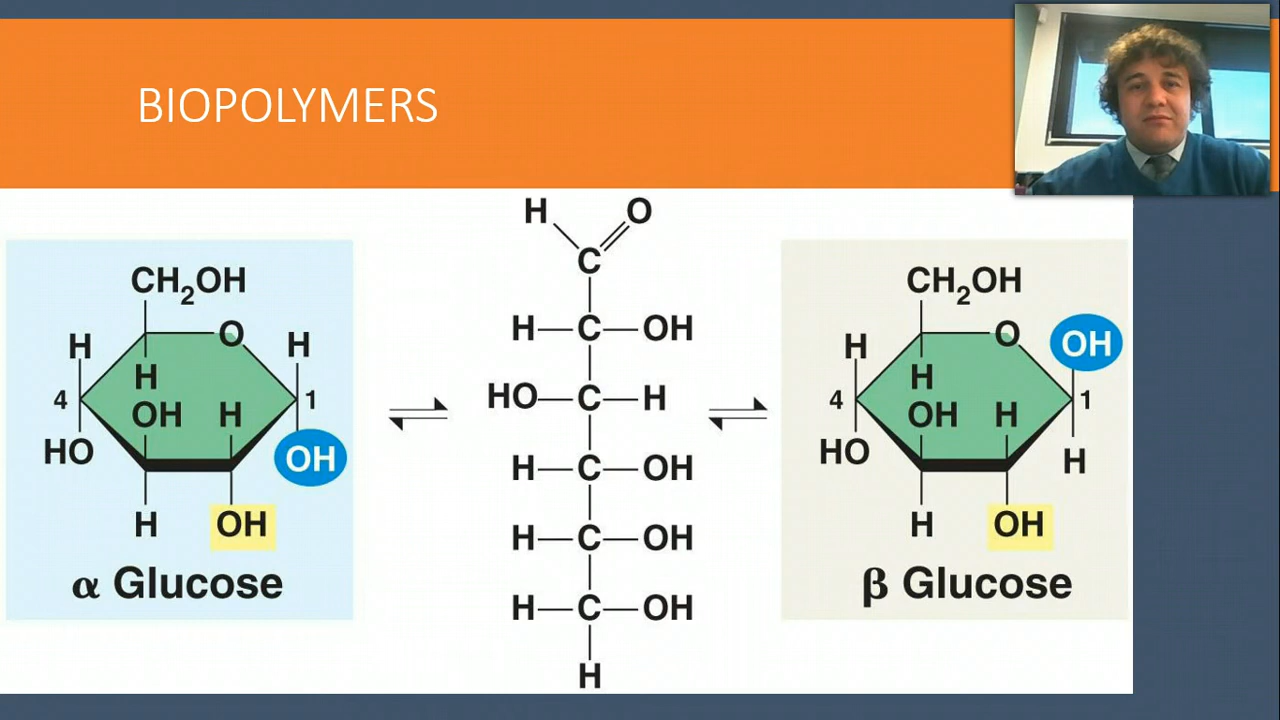 BIOPOLYMERS
CH2OH
H
O
H
4
H
OH
H
1
HO
OH
H
OH
α Glucose
H
O
C
H—C—OH
HO—C—H
H—C—OH
H—C—OH
H—C—OH
H
CH2OH
H
O
OH
4
H
OH
H
1
HO
H
H
OH
β Glucose